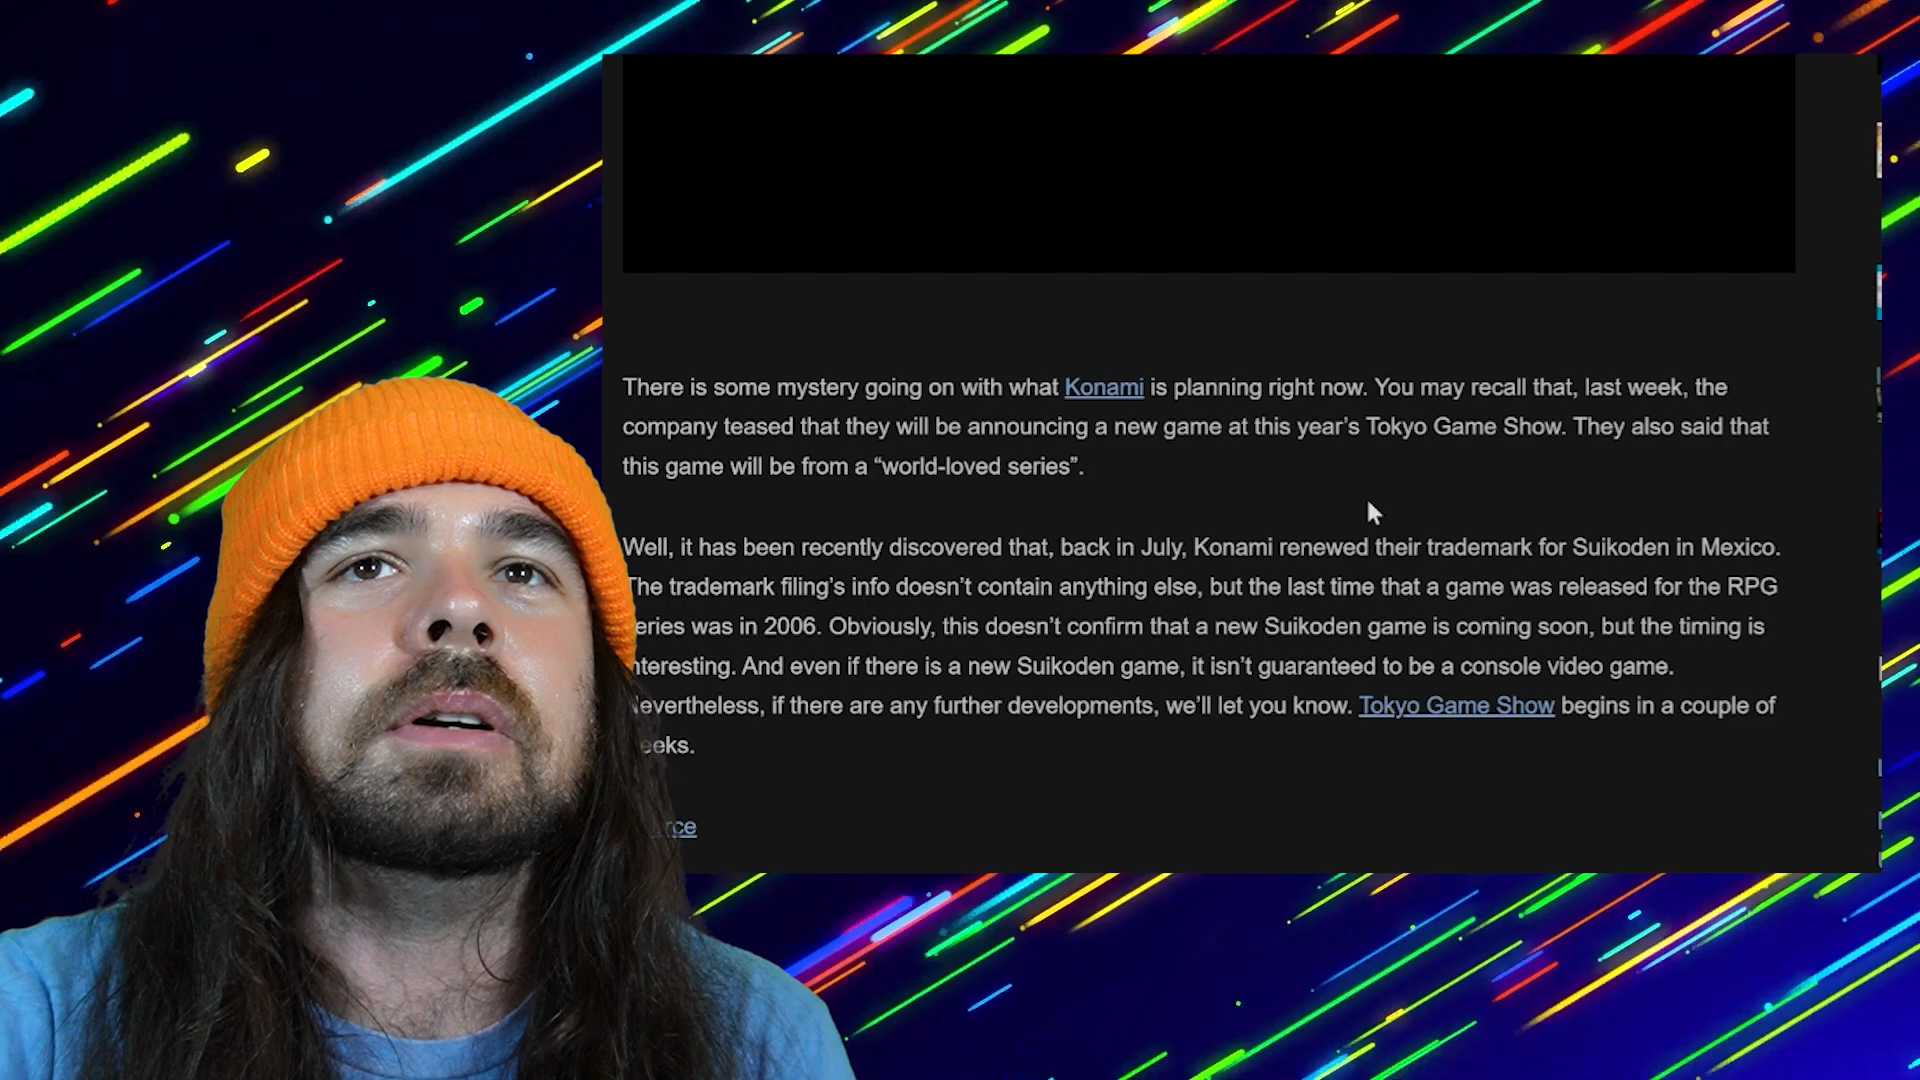 There is some mystery going on with what Konami is planning right now. You may recall that, last week, the
company teased that they will be announcing a new game at this year’s Tokyo Game Show. They also said that
this game will be from a “world-loved series”.
Well, it has been recently discovered that, back in July, Konami renewed their trademark for Suikoden in Mexico.
The trademark filing’s info doesn’t contain anything else, but the last time that a game was released for the RPG
eries was in 2006. Obviously, this doesn’t confirm that a new Suikoden game is coming soon, but the timing is
nteresting. And even if there is a new Suikoden game, it isn’t guaranteed to be a console video game.
evertheless, if there are any further developments, we’ll let you know. Tokyo Game Show begins in a couple of
eeks.
rce